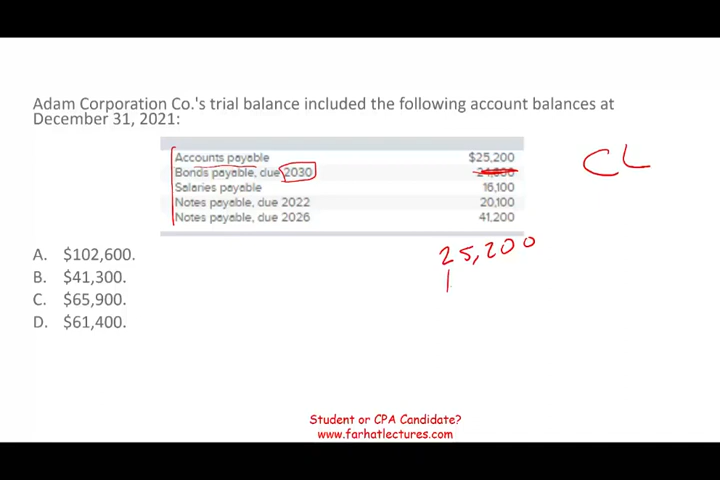 Adam Corporation Co.'s trial balance included the following account balances at
December 31, 2021:
Accounts payable $25,200
Bonds payable, due 2030
Salaries payable 16,100
Notes payable, due 2022 20,100
Notes payable, due 2026 41,200
CL
25,200
1
A. $102,600.
B. $41,300.
C. $65,900.
D. $61,400.
Student or CPA Candidate?
www.farhatlectures.com